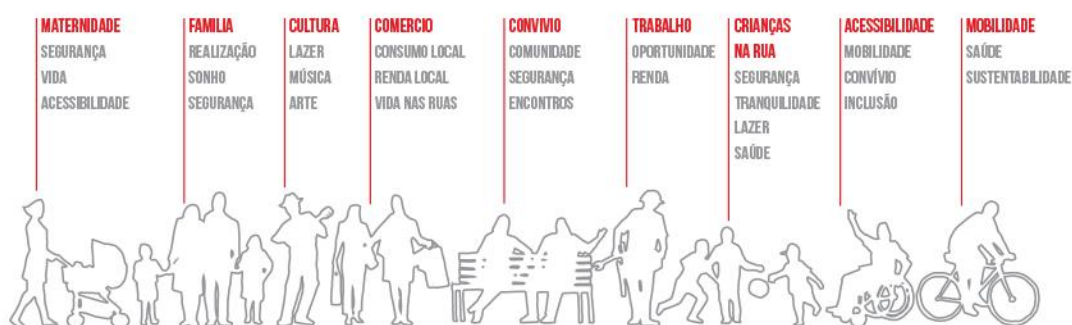 MATERNIDADE
SEGURANÇA
VIDA
ACESSIBILIDADE
FAMILIA
REALIZAÇÃO
SONHO
SEGURANÇA
CULTURA
LAZER
MÚSICA
ARTE
COMERCIO
CONSUMO LOCAL
RENDA LOCAL
VIDA NAS RUAS
CONVIVIO
COMUNIDADE
SEGURANÇA
ENCONTROS
TRABALHO
OPORTUNIDADE
RENDA
CRIANÇAS
NA RUA
SEGURANÇA
TRANQUILIDADE
LAZER
SAÚDE
ACESSIBILIDADE
MOBILIDADE
CONVÍVIO
INCLUSÃO
MOBILIDADE
SAÚDE
SUSTENTABILIDADE